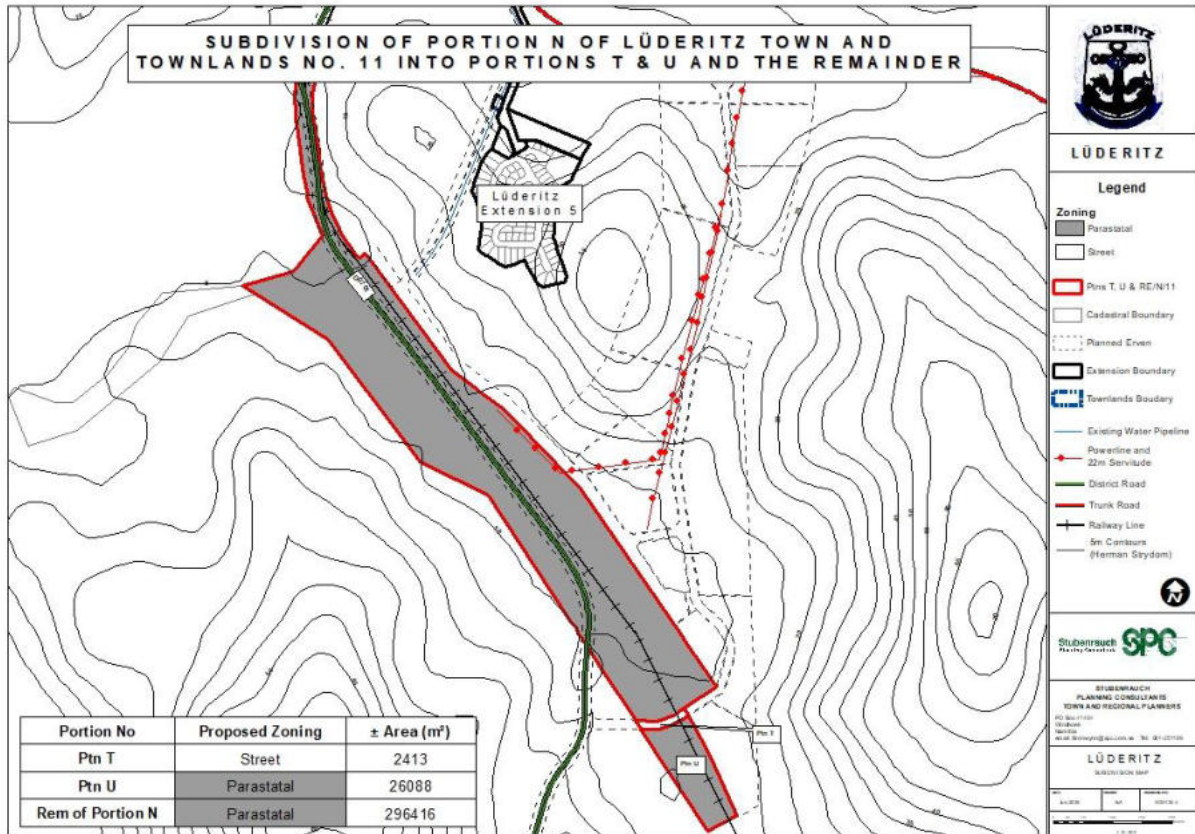 SUBDIVISION OF PORTION N OF LÜDERITZ TOWN AND
TOWNLANDS NO. 11 INTO PORTIONS T & U AND THE REMAINDER
Lüderitz
Extension 5
Ptn T
Ptn U
Portion No Proposed Zoning ± Area (m²)
Ptn T Street 2413
Ptn U Parastatal 26088
Rem of Portion N Parastatal 296416
LÜDERITZ
LÜDERITZ
Legend
Zoning
Parastatal
Street
Ptns T, U & RE/N/11
Cadastral Boundary
Planned Erven
Extension Boundary
Townlands Boudary
Existing Water Pipeline
Powerline and
22m Servitude
District Road
Trunk Road
Railway Line
5m Contours
(Herman Strydom)
N
Stubenrauch SPC
STUBENRAUCH
PLANNING CONSULTANTS
TOWN AND REGIONAL PLANNERS
Windhoek
Namibia
LÜDERITZ
SUBDIVISION MAP